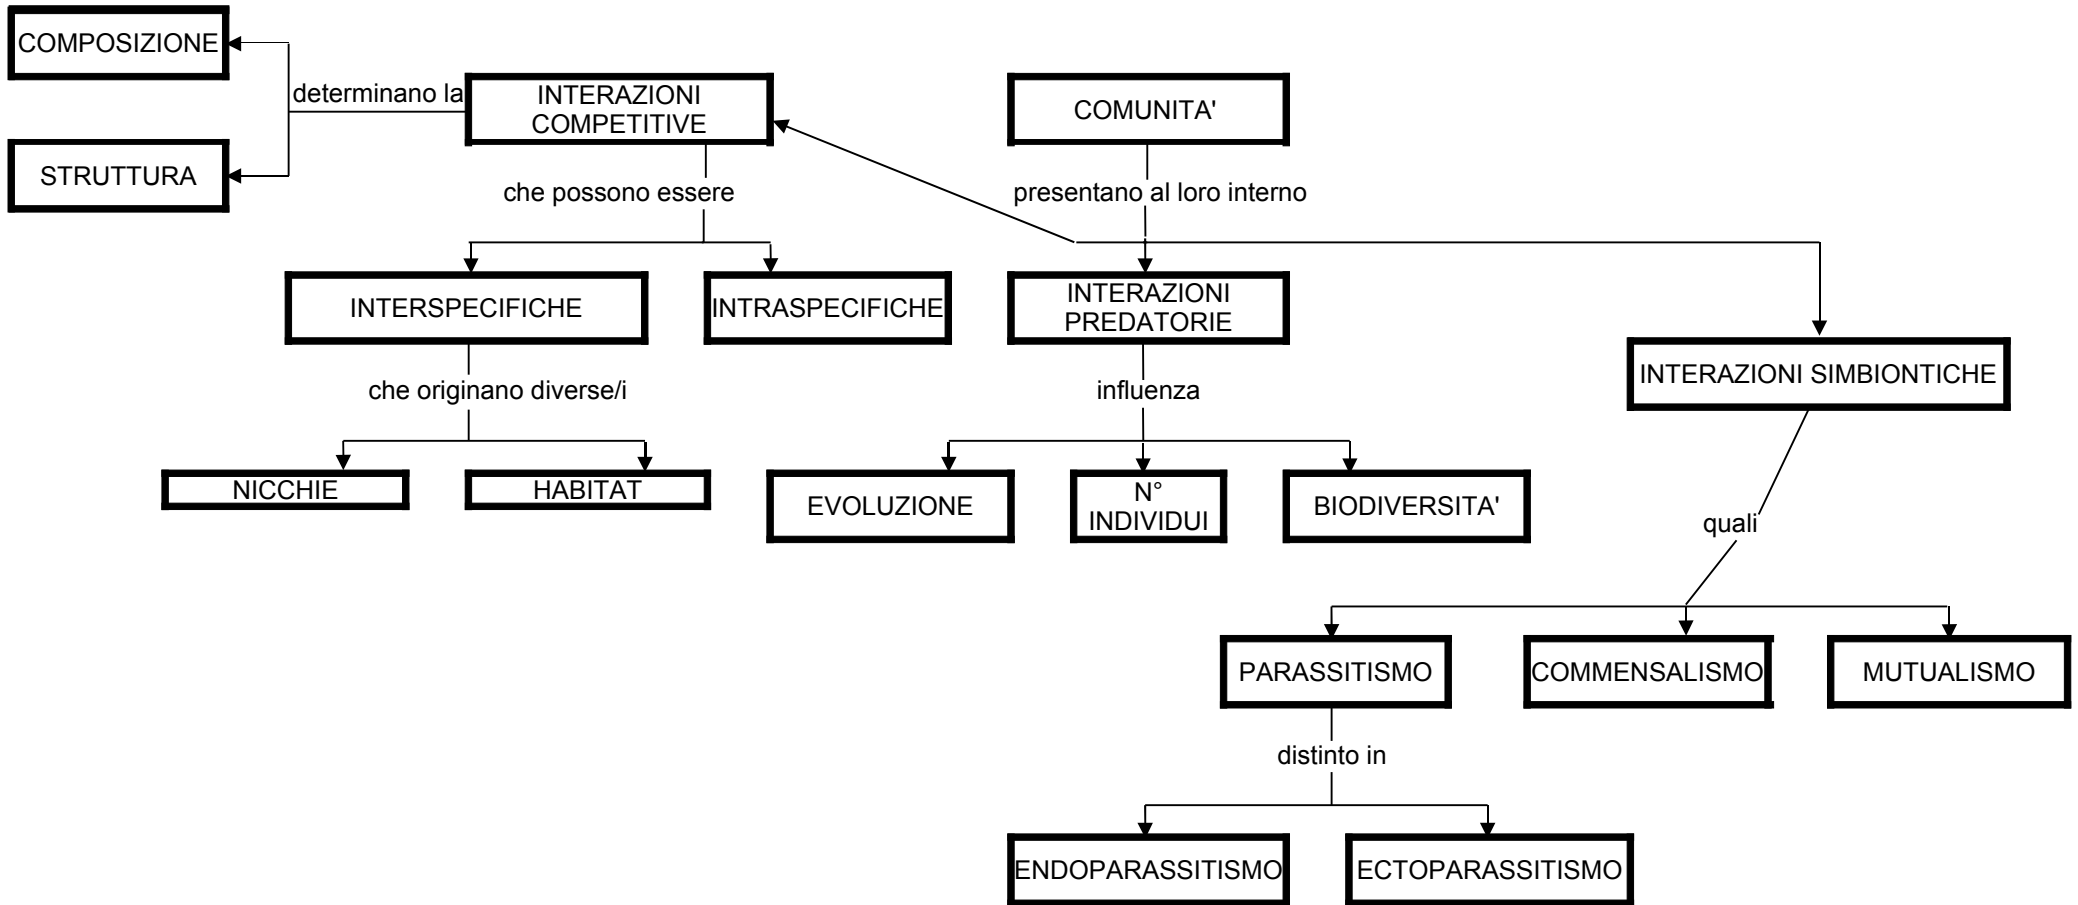 COMPOSIZIONE
determinano la
INTERAZIONI
COMPETITIVE
COMUNITA'
STRUTTURA
che possono essere
presentano al loro interno
INTERSPECIFICHE
INTRASPECIFICHE
INTERAZIONI
PREDATORIE
INTERAZIONI SIMBIONTICHE
che originano diverse/i
influenza
NICCHIE
HABITAT
EVOLUZIONE
N°
INDIVIDUI
BIODIVERSITA'
quali
PARASSITISMO
COMMENSALISMO
MUTUALISMO
distinto in
ENDOPARASSITISMO
ECTOPARASSITISMO